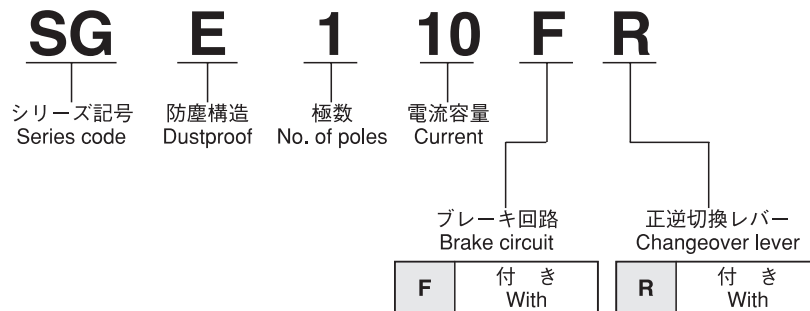 SG E 1 10 F R
シリーズ記号 防塵構造 極数 電流容量
Series code Dustproof No. of poles Current
ブレーキ回路 正逆切換レバー
Brake circuit Changeover lever
F 付き R 付き
With With